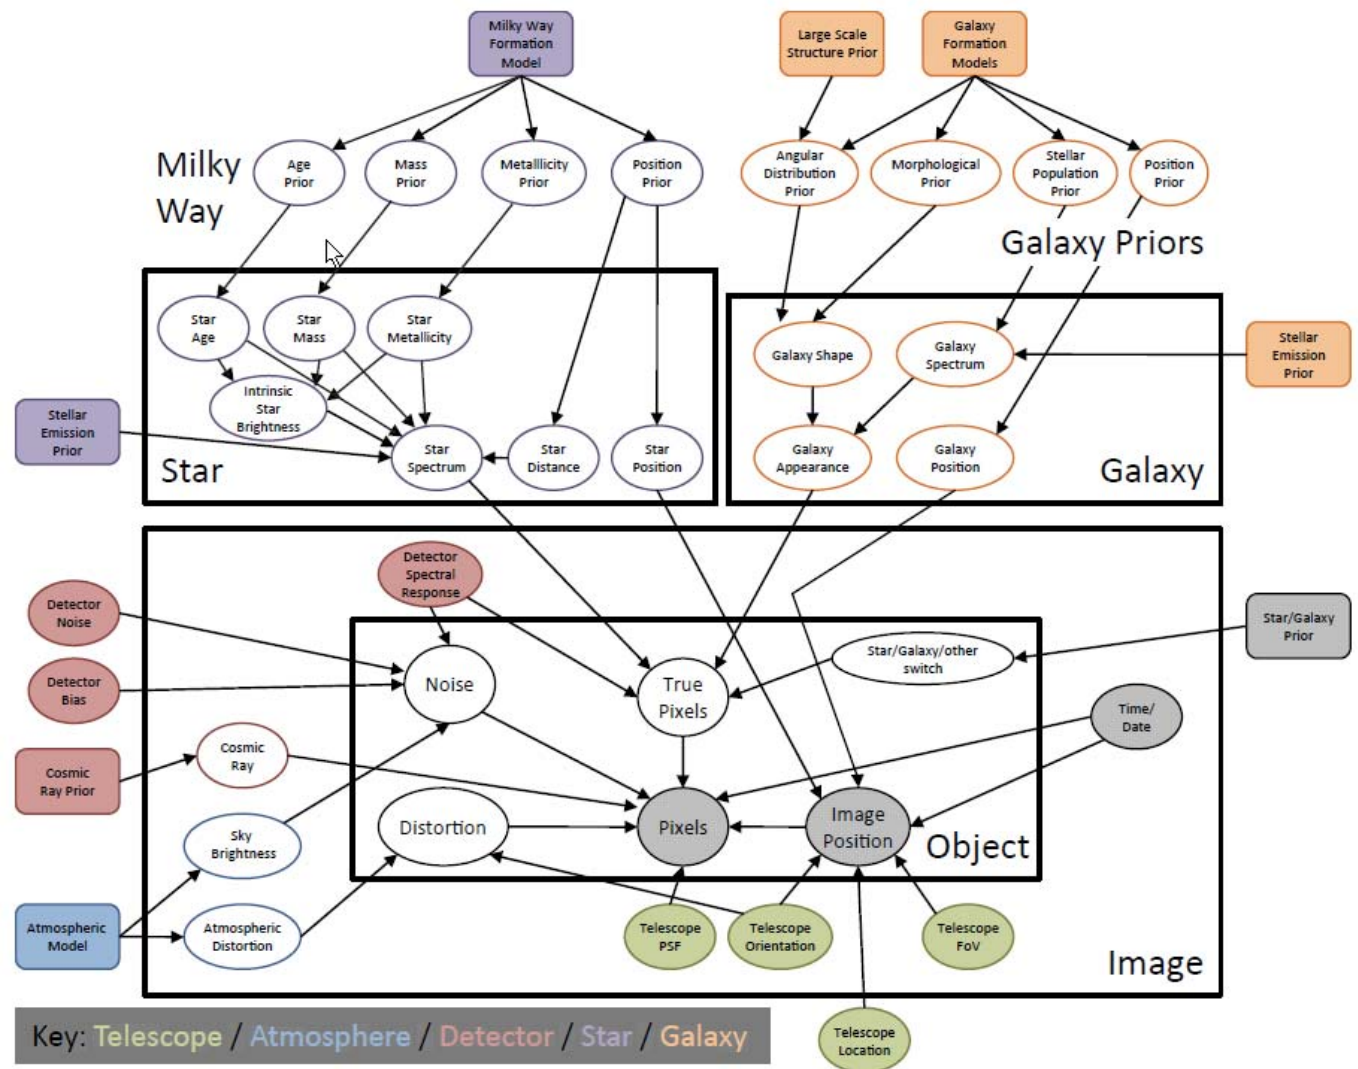 Milky Way
Formation
Model
Large Scale
Structure Prior
Galaxy
Formation
Models
Milky
Way
Age
Prior
Mass
Prior
Metalllicity
Prior
Position
Prior
Angular
Distribution
Prior
Morphological
Prior
Stellar
Population
Prior
Position
Prior
Galaxy Priors
Star
Age
Star
Mass
Star
Metallicity
Galaxy Shape
Galaxy
Spectrum
Stellar
Emission
Prior
Intrinsic
Star
Brightness
Stellar
Emission
Prior
Star
Star
Spectrum
Star
Distance
Star
Position
Galaxy
Appearance
Galaxy
Position
Galaxy
Detector
Spectral
Response
Detector
Noise
Star/Galaxy
Prior
Noise
True
Pixels
Star/Galaxy/other
switch
Detector
Bias
Time/
Date
Cosmic
Ray Prior
Cosmic
Ray
Sky
Brightness
Distortion
Pixels
Image
Position
Object
Atmospheric
Model
Atmospheric
Distortion
Telescope
PSF
Telescope
Orientation
Telescope
FoV
Image
Key: Telescope / Atmosphere / Detector / Star / Galaxy
Telescope
Location